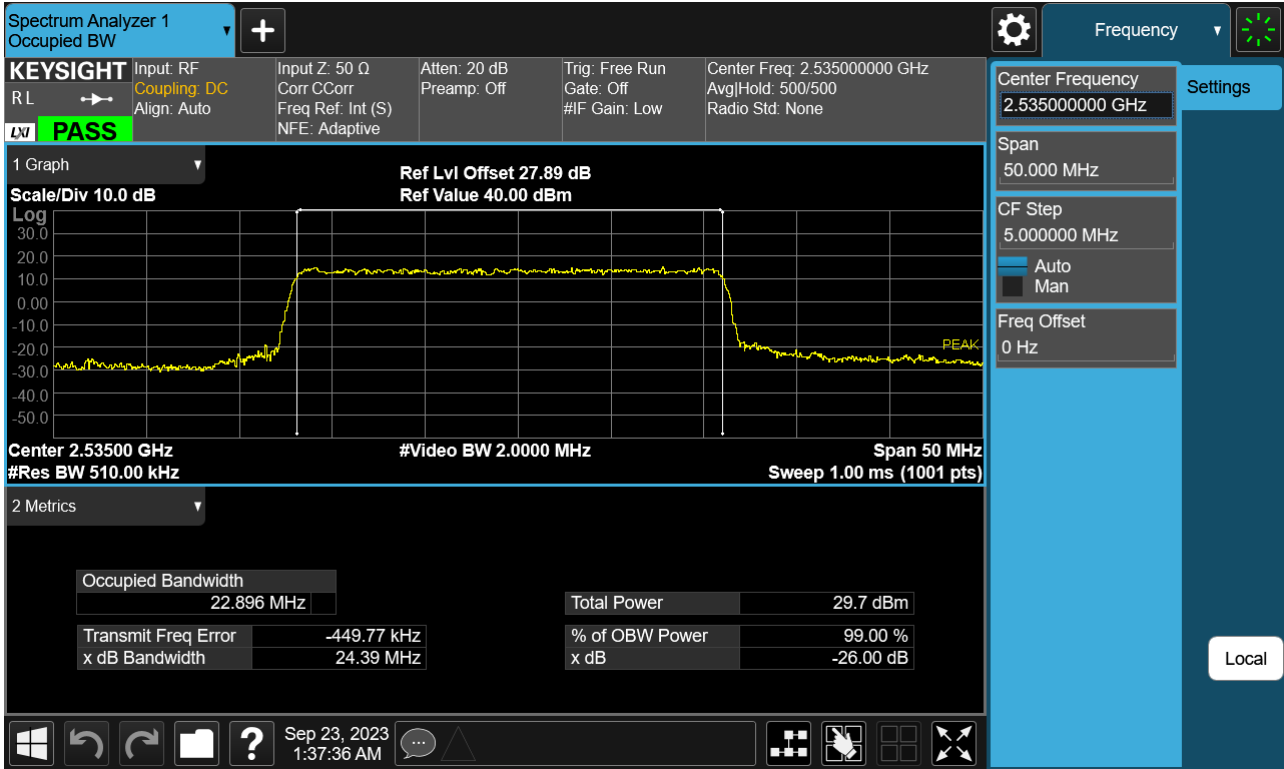 Spectrum Analyzer 1
Occupied BW
+
Frequency
KEYSIGHT
R L
LXI PASS
Input: RF
Coupling: DC
Align: Auto
Input Z: 50 Ω
Corr CCorr
Freq Ref: Int (S)
NFE: Adaptive
Atten: 20 dB
Preamp: Off
Trig: Free Run
Gate: Off
#IF Gain: Low
Center Freq: 2.535000000 GHz
Avg|Hold: 500/500
Radio Std: None
Center Frequency
2.535000000 GHz
Settings
Span
50.000 MHz
CF Step
5.000000 MHz
Auto
Man
Freq Offset
0 Hz
Local
1 Graph
Scale/Div 10.0 dB
Ref Lvl Offset 27.89 dB
Ref Value 40.00 dBm
Log
30.0
20.0
10.0
0.00
-10.0
-20.0
-30.0
-40.0
-50.0
PEAK
Center 2.53500 GHz
#Video BW 2.0000 MHz
Span 50 MHz
#Res BW 510.00 kHz
Sweep 1.00 ms (1001 pts)
2 Metrics
Occupied Bandwidth
22.896 MHz
Total Power 29.7 dBm
Transmit Freq Error -449.77 kHz
% of OBW Power 99.00 %
x dB Bandwidth 24.39 MHz
x dB -26.00 dB
?
Sep 23, 2023
1:37:36 AM